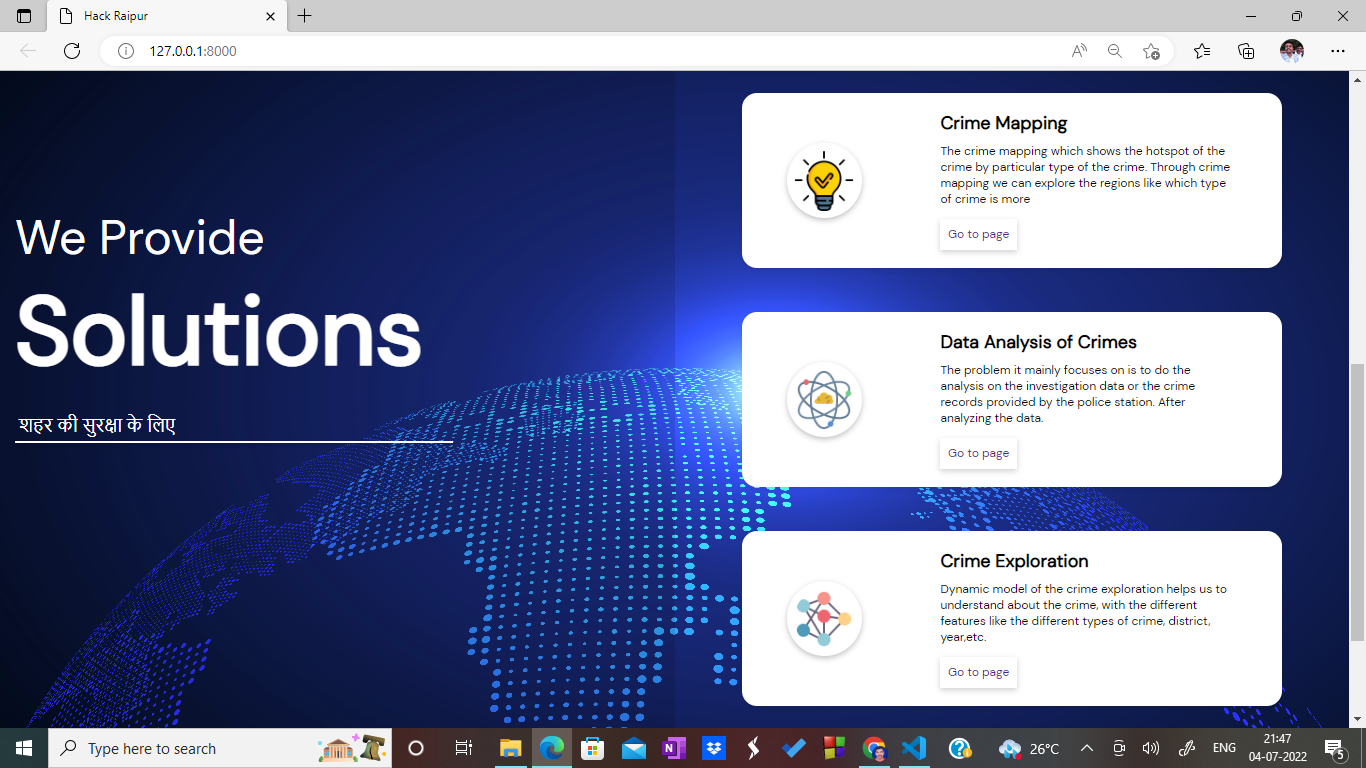 Hack Raipur
127.0.0.1:8000
We Provide
Solutions
शहर की सुरक्षा के लिए
Crime Mapping
The crime mapping which shows the hotspot of the
crime by particular type of the crime. Through crime
mapping we can explore the regions like which type
of crime is more
Go to page
Data Analysis of Crimes
The problem it mainly focuses on is to do the
analysis on the investigation data or the crime
records provided by the police station. After
analyzing the data.
Go to page
Crime Exploration
Dynamic model of the crime exploration helps us to
understand about the crime, with the different
features like the different types of crime, district,
year,etc.
Go to page
Type here to search
26°C
ENG
21:47
04-07-2022
5